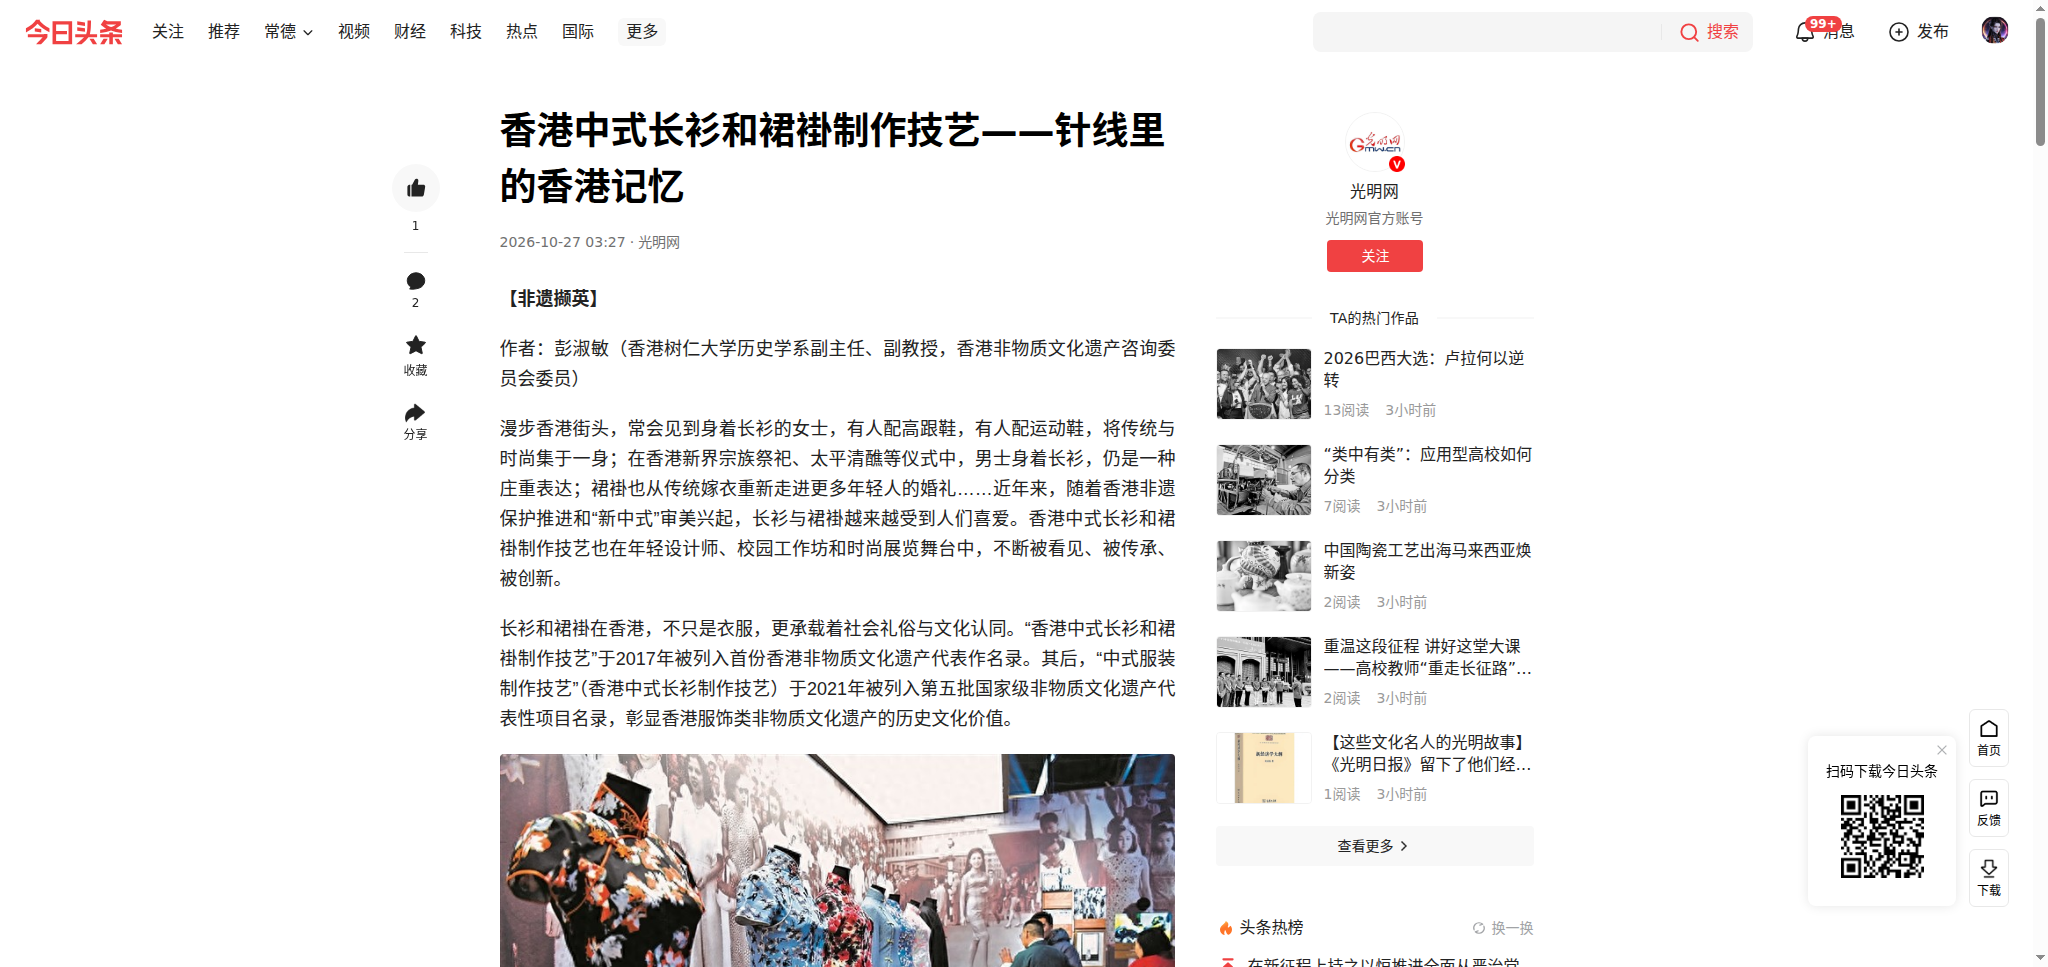 今日头条
关注
推荐
常德
视频
财经
科技
热点
国际
更多
搜索
99+
消息
发布
香港中式长衫和裙褂制作技艺——针线里
的香港记忆
2026-10-27 03:27 · 光明网
1
2
收藏
分享
【非遗撷英】
作者：彭淑敏（香港树仁大学历史学系副主任、副教授，香港非物质文化遗产咨询委
员会委员）
漫步香港街头，常会见到身着长衫的女士，有人配高跟鞋，有人配运动鞋，将传统与
时尚集于一身；在香港新界宗族祭祀、太平清醮等仪式中，男士身着长衫，仍是一种
庄重表达；裙褂也从传统嫁衣重新走进更多年轻人的婚礼……近年来，随着香港非遗
保护推进和“新中式”审美兴起，长衫与裙褂越来越受到人们喜爱。香港中式长衫和裙
褂制作技艺也在年轻设计师、校园工作坊和时尚展览舞台中，不断被看见、被传承、
被创新。
长衫和裙褂在香港，不只是衣服，更承载着社会礼俗与文化认同。“香港中式长衫和裙
褂制作技艺”于2017年被列入首份香港非物质文化遗产代表作名录。其后，“中式服装
制作技艺”（香港中式长衫制作技艺）于2021年被列入第五批国家级非物质文化遗产代
表性项目名录，彰显香港服饰类非物质文化遗产的历史文化价值。
光明网
GMW.CN
V
光明网
光明网官方账号
关注
TA的热门作品
2026巴西大选：卢拉何以逆
转
13阅读 3小时前
“类中有类”：应用型高校如何
分类
7阅读 3小时前
中国陶瓷工艺出海马来西亚焕
新姿
2阅读 3小时前
重温这段征程 讲好这堂大课
——高校教师“重走长征路”…
2阅读 3小时前
【这些文化名人的光明故事】
《光明日报》留下了他们经…
1阅读 3小时前
查看更多
头条热榜
换一换
在新征程上持之以恒推进全面从严治党
扫码下载今日头条
首页
反馈
下载